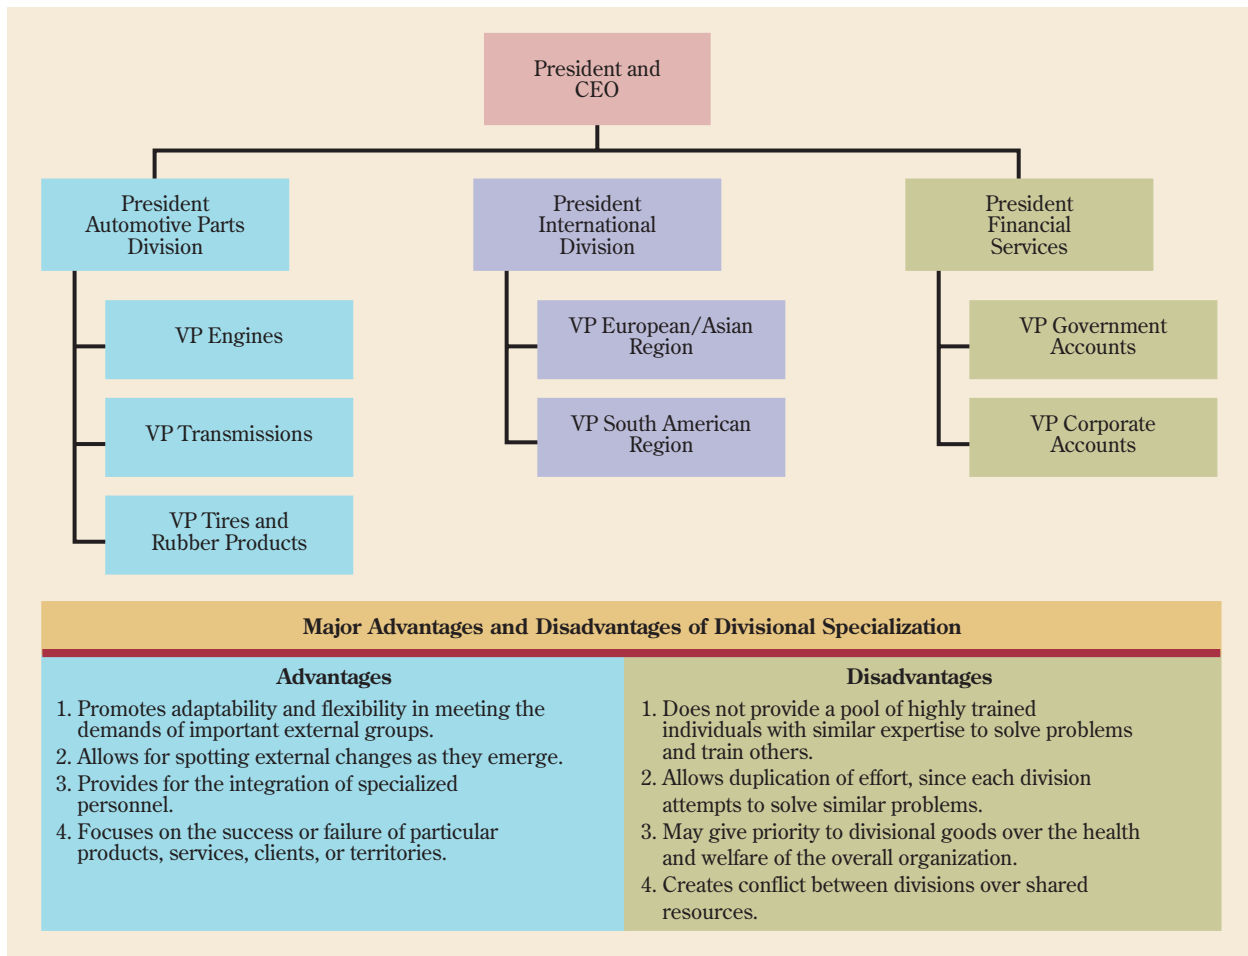 President and
CEO
President
Automotive Parts
Division
VP Engines
VP Transmissions
VP Tires and
Rubber Products
President
International
Division
VP European/Asian
Region
VP South American
Region
President
Financial
Services
VP Government
Accounts
VP Corporate
Accounts
Major Advantages and Disadvantages of Divisional Specialization
Advantages
1. Promotes adaptability and flexibility in meeting the
demands of important external groups.
2. Allows for spotting external changes as they emerge.
3. Provides for the integration of specialized
personnel.
4. Focuses on the success or failure of particular
products, services, clients, or territories.
Disadvantages
1. Does not provide a pool of highly trained
individuals with similar expertise to solve problems
and train others.
2. Allows duplication of effort, since each division
attempts to solve similar problems.
3. May give priority to divisional goods over the health
and welfare of the overall organization.
4. Creates conflict between divisions over shared
resources.